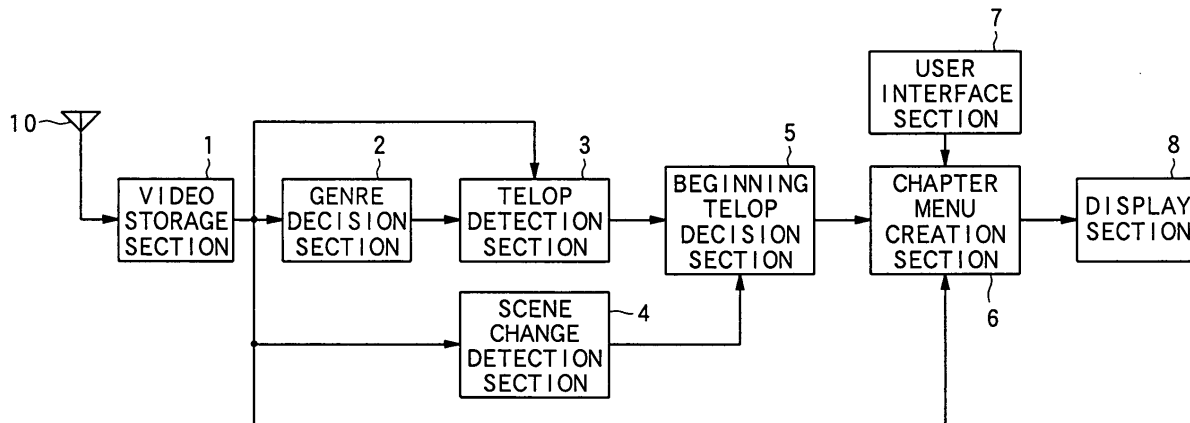 10
1
VIDEO
STORAGE
SECTION
2
GENRE
DECISION
SECTION
3
TELOP
DETECTION
SECTION
4
SCENE
CHANGE
DETECTION
SECTION
5
BEGINNING
TELOP
DECISION
SECTION
7
USER
INTERFACE
SECTION
CHAPTER
MENU
CREATION
SECTION
6
8
DISPLAY
SECTION